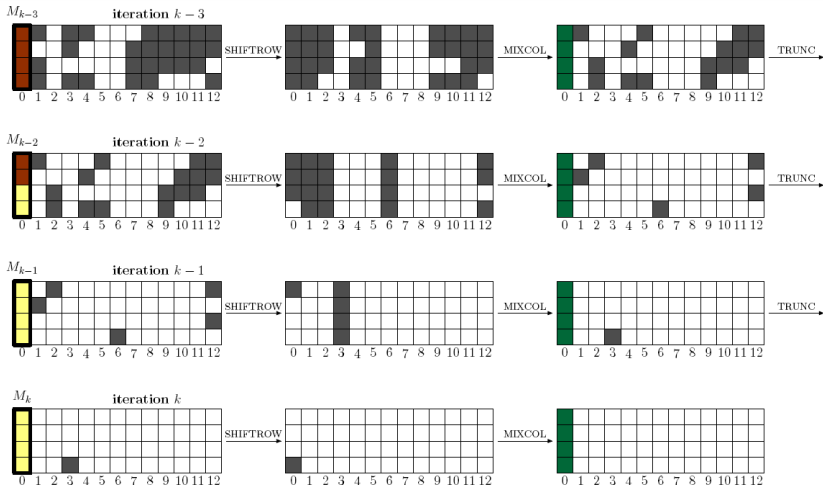 M_{k−3} iteration k − 3
SHIFTROW MIXCOL TRUNC
0 1 2 3 4 5 6 7 8 9 10 11 12 0 1 2 3 4 5 6 7 8 9 10 11 12 0 1 2 3 4 5 6 7 8 9 10 11 12
M_{k−2} iteration k − 2
SHIFTROW MIXCOL TRUNC
0 1 2 3 4 5 6 7 8 9 10 11 12 0 1 2 3 4 5 6 7 8 9 10 11 12 0 1 2 3 4 5 6 7 8 9 10 11 12
M_{k−1} iteration k − 1
SHIFTROW MIXCOL TRUNC
0 1 2 3 4 5 6 7 8 9 10 11 12 0 1 2 3 4 5 6 7 8 9 10 11 12 0 1 2 3 4 5 6 7 8 9 10 11 12
M_k iteration k
SHIFTROW MIXCOL
0 1 2 3 4 5 6 7 8 9 10 11 12 0 1 2 3 4 5 6 7 8 9 10 11 12 0 1 2 3 4 5 6 7 8 9 10 11 12